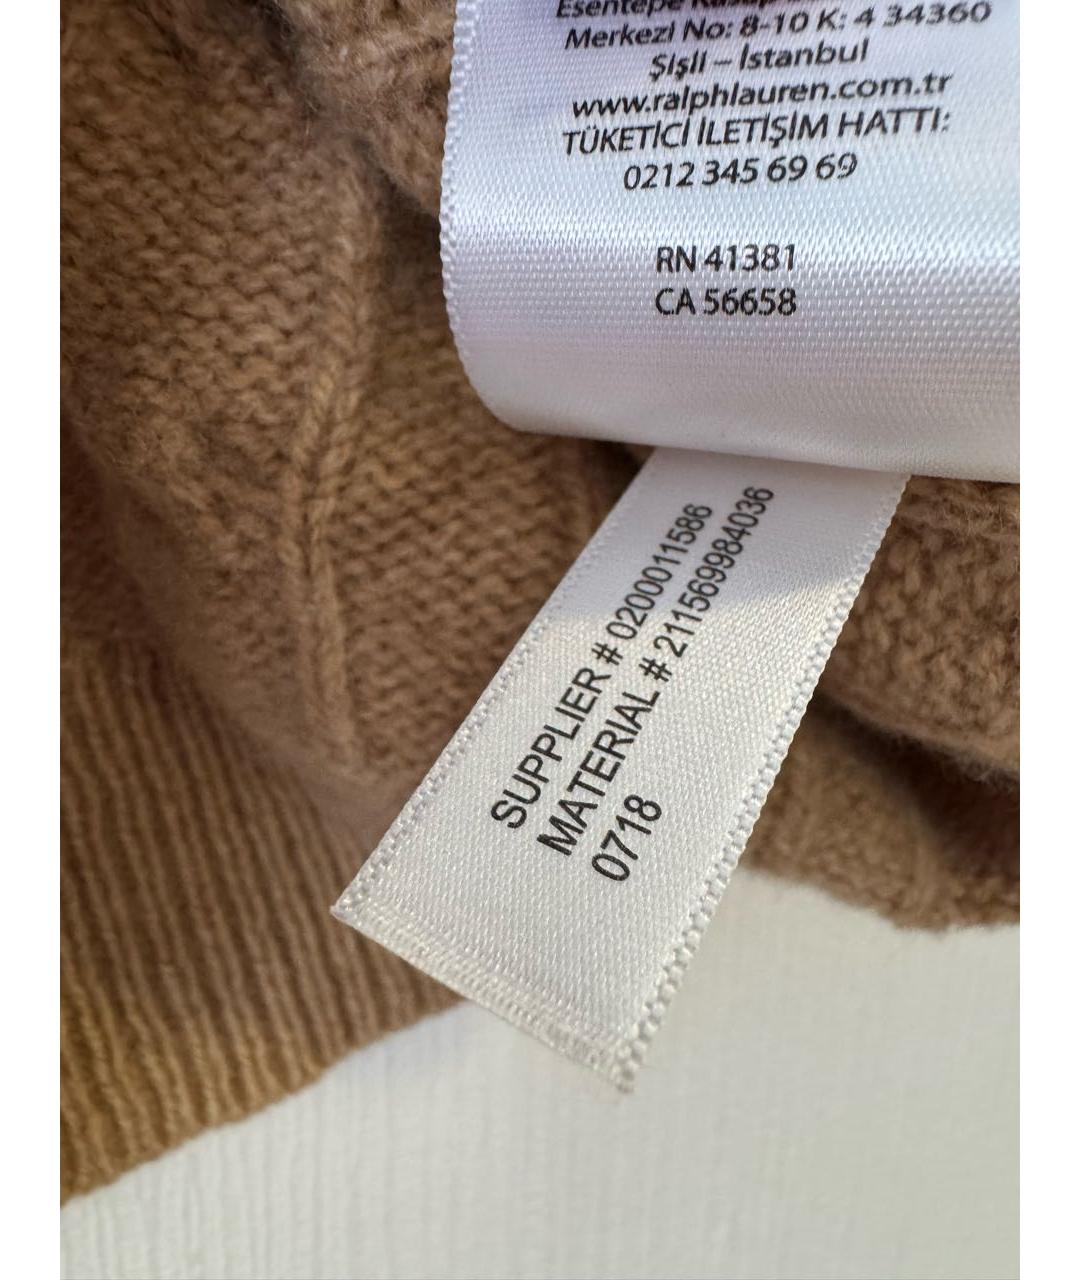 Esentepe
Merkezi No: 8-10 K: 4 34360
Şişli – İstanbul
www.ralphlauren.com.tr
TÜKETİCİ İLETİŞİM HATTI:
0212 345 69 69
RN 41381
CA 56658
SUPPLIER # 0200011586
MATERIAL # 211569984036
0718